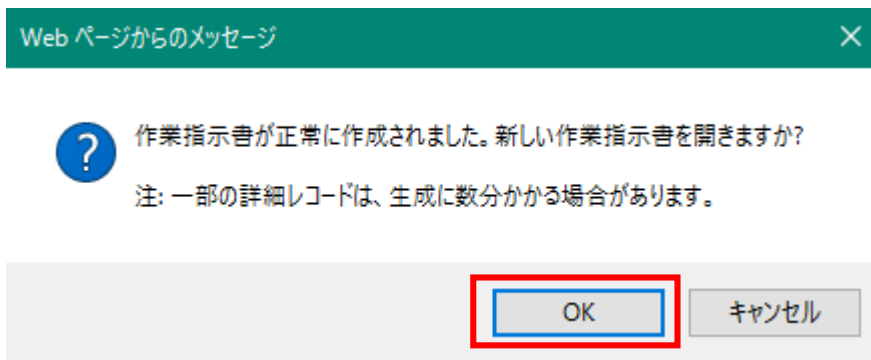 Web ページからのメッセージ
作業指示書が正常に作成されました。新しい作業指示書を開きますか?
注: 一部の詳細レコードは、生成に数分かかる場合があります。
OK
キャンセル